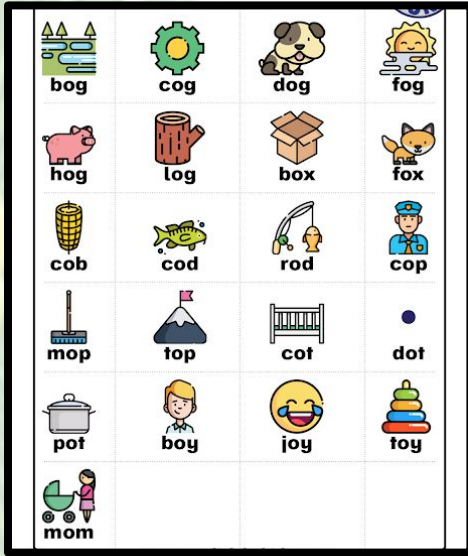 bog cog dog fog
hog log box fox
cob cod rod cop
mop top cot dot
pot boy joy toy
mom